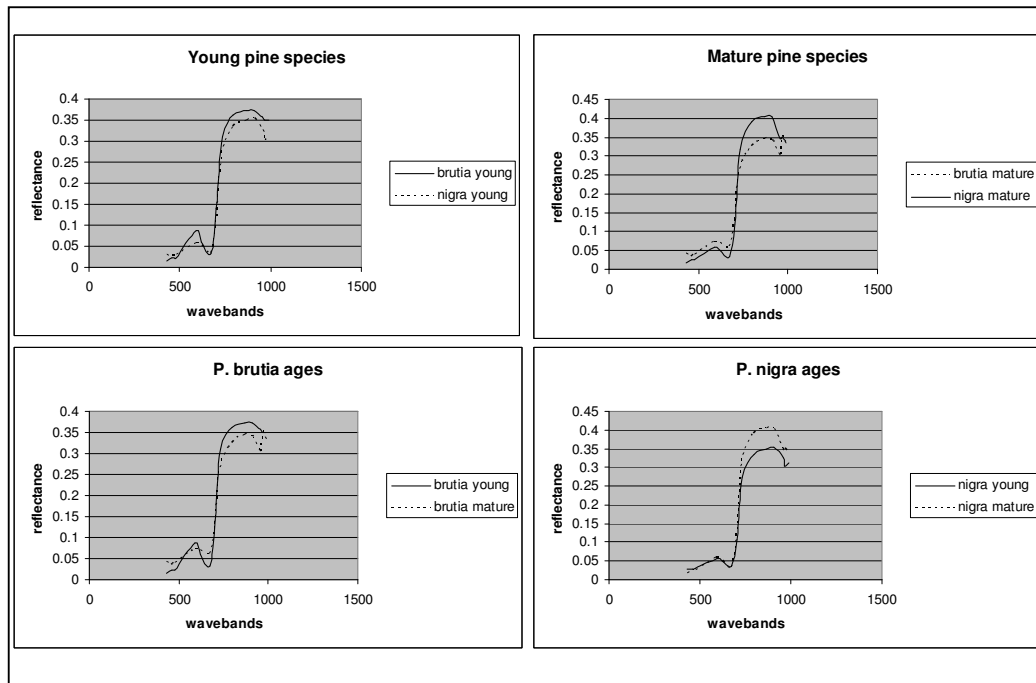 Young pine species
0.4
0.35
0.3
0.25
0.2
0.15
0.1
0.05
0
0 500 1000 1500
reflectance
wavebands
brutia young
nigra young
Mature pine species
0.45
0.4
0.35
0.3
0.25
0.2
0.15
0.1
0.05
0
0 500 1000 1500
reflectance
wavebands
brutia mature
nigra mature
P. brutia ages
0.4
0.35
0.3
0.25
0.2
0.15
0.1
0.05
0
0 500 1000 1500
reflectance
wavebands
brutia young
brutia mature
P. nigra ages
0.45
0.4
0.35
0.3
0.25
0.2
0.15
0.1
0.05
0
0 500 1000 1500
reflectance
wavebands
nigra young
nigra mature